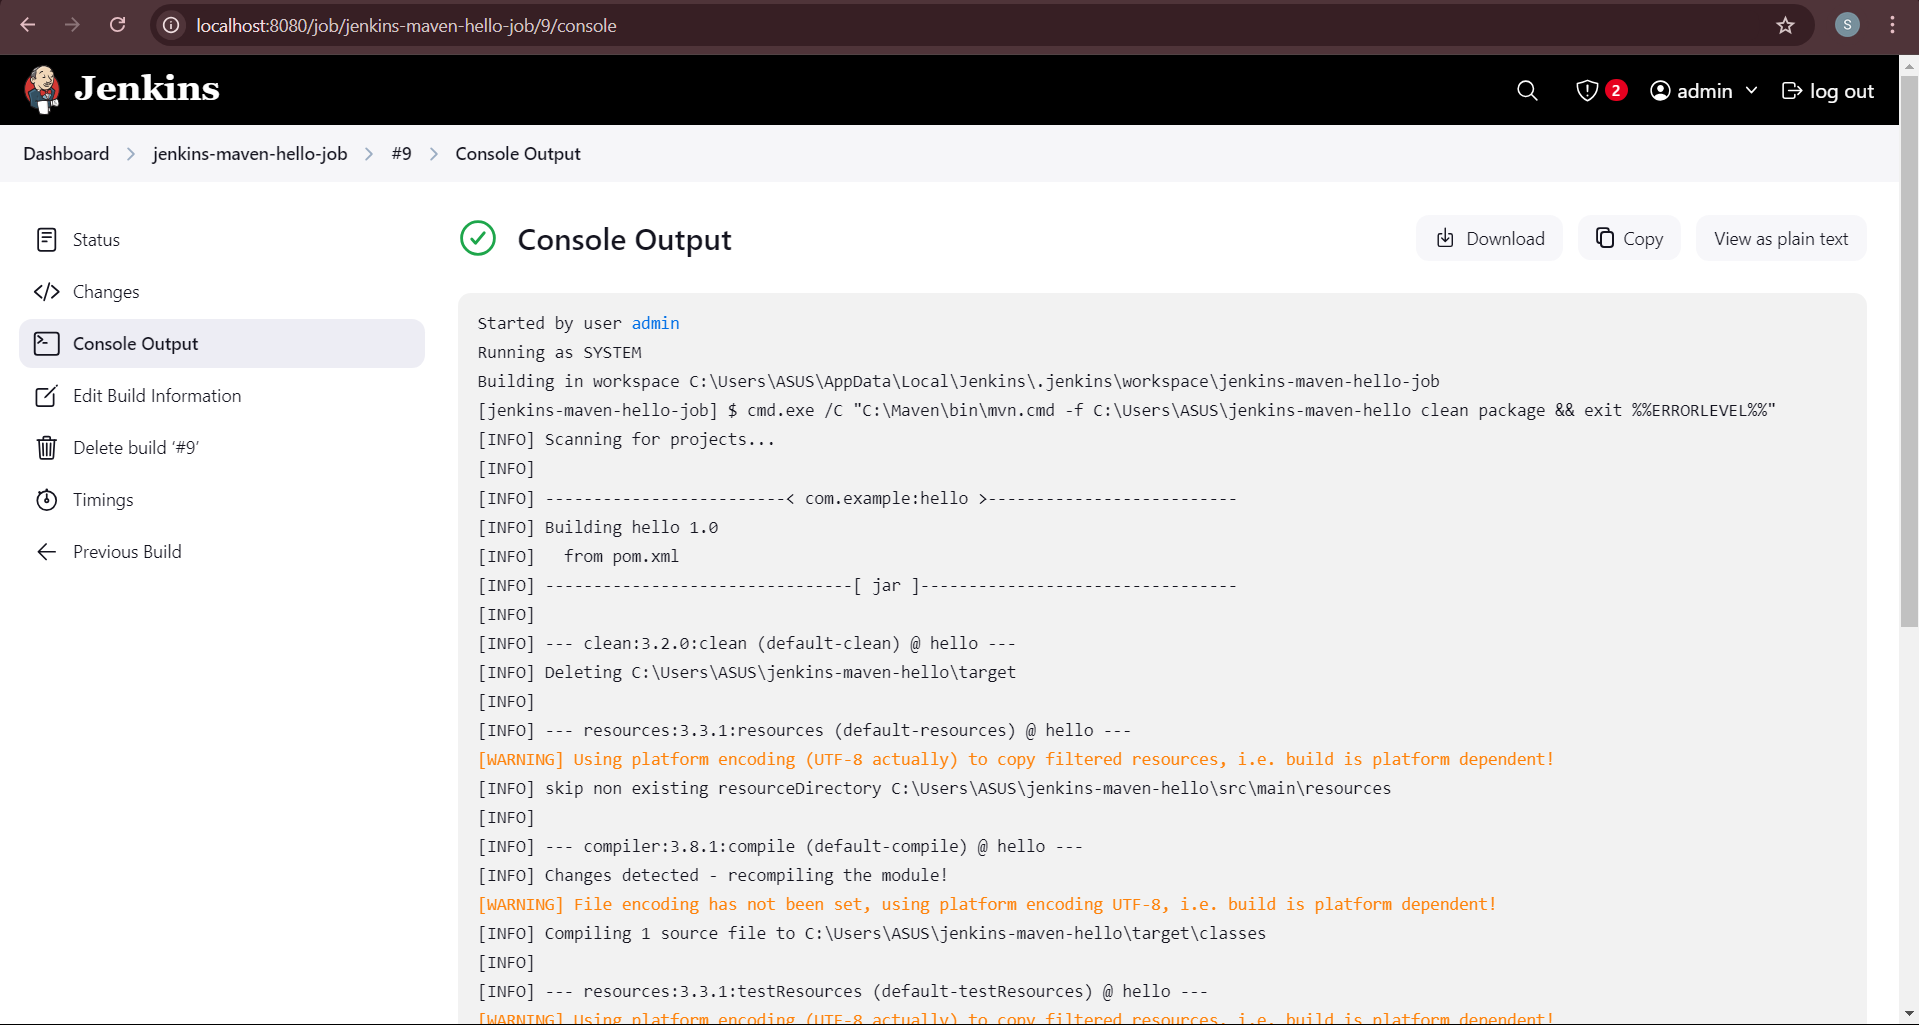 localhost:8080/job/jenkins-maven-hello-job/9/console
S
Jenkins
2
admin
log out
Dashboard > jenkins-maven-hello-job > #9 > Console Output
Status
Changes
Console Output
Edit Build Information
Delete build ‘#9’
Timings
Previous Build
Console Output
Download
Copy
View as plain text
Started by user admin
Running as SYSTEM
Building in workspace C:\Users\ASUS\AppData\Local\Jenkins\.jenkins\workspace\jenkins-maven-hello-job
[jenkins-maven-hello-job] $ cmd.exe /C "C:\Maven\bin\mvn.cmd -f C:\Users\ASUS\jenkins-maven-hello clean package && exit %%ERRORLEVEL%%"
[INFO] Scanning for projects...
[INFO]
[INFO] -------------------------< com.example:hello >--------------------------
[INFO] Building hello 1.0
[INFO]   from pom.xml
[INFO] --------------------------------[ jar ]---------------------------------
[INFO]
[INFO] --- clean:3.2.0:clean (default-clean) @ hello ---
[INFO] Deleting C:\Users\ASUS\jenkins-maven-hello\target
[INFO]
[INFO] --- resources:3.3.1:resources (default-resources) @ hello ---
[WARNING] Using platform encoding (UTF-8 actually) to copy filtered resources, i.e. build is platform dependent!
[INFO] skip non existing resourceDirectory C:\Users\ASUS\jenkins-maven-hello\src\main\resources
[INFO]
[INFO] --- compiler:3.8.1:compile (default-compile) @ hello ---
[INFO] Changes detected - recompiling the module!
[WARNING] File encoding has not been set, using platform encoding UTF-8, i.e. build is platform dependent!
[INFO] Compiling 1 source file to C:\Users\ASUS\jenkins-maven-hello\target\classes
[INFO]
[INFO] --- resources:3.3.1:testResources (default-testResources) @ hello ---
[WARNING] Using platform encoding (UTF-8 actually) to copy filtered resources, i.e. build is platform dependent!